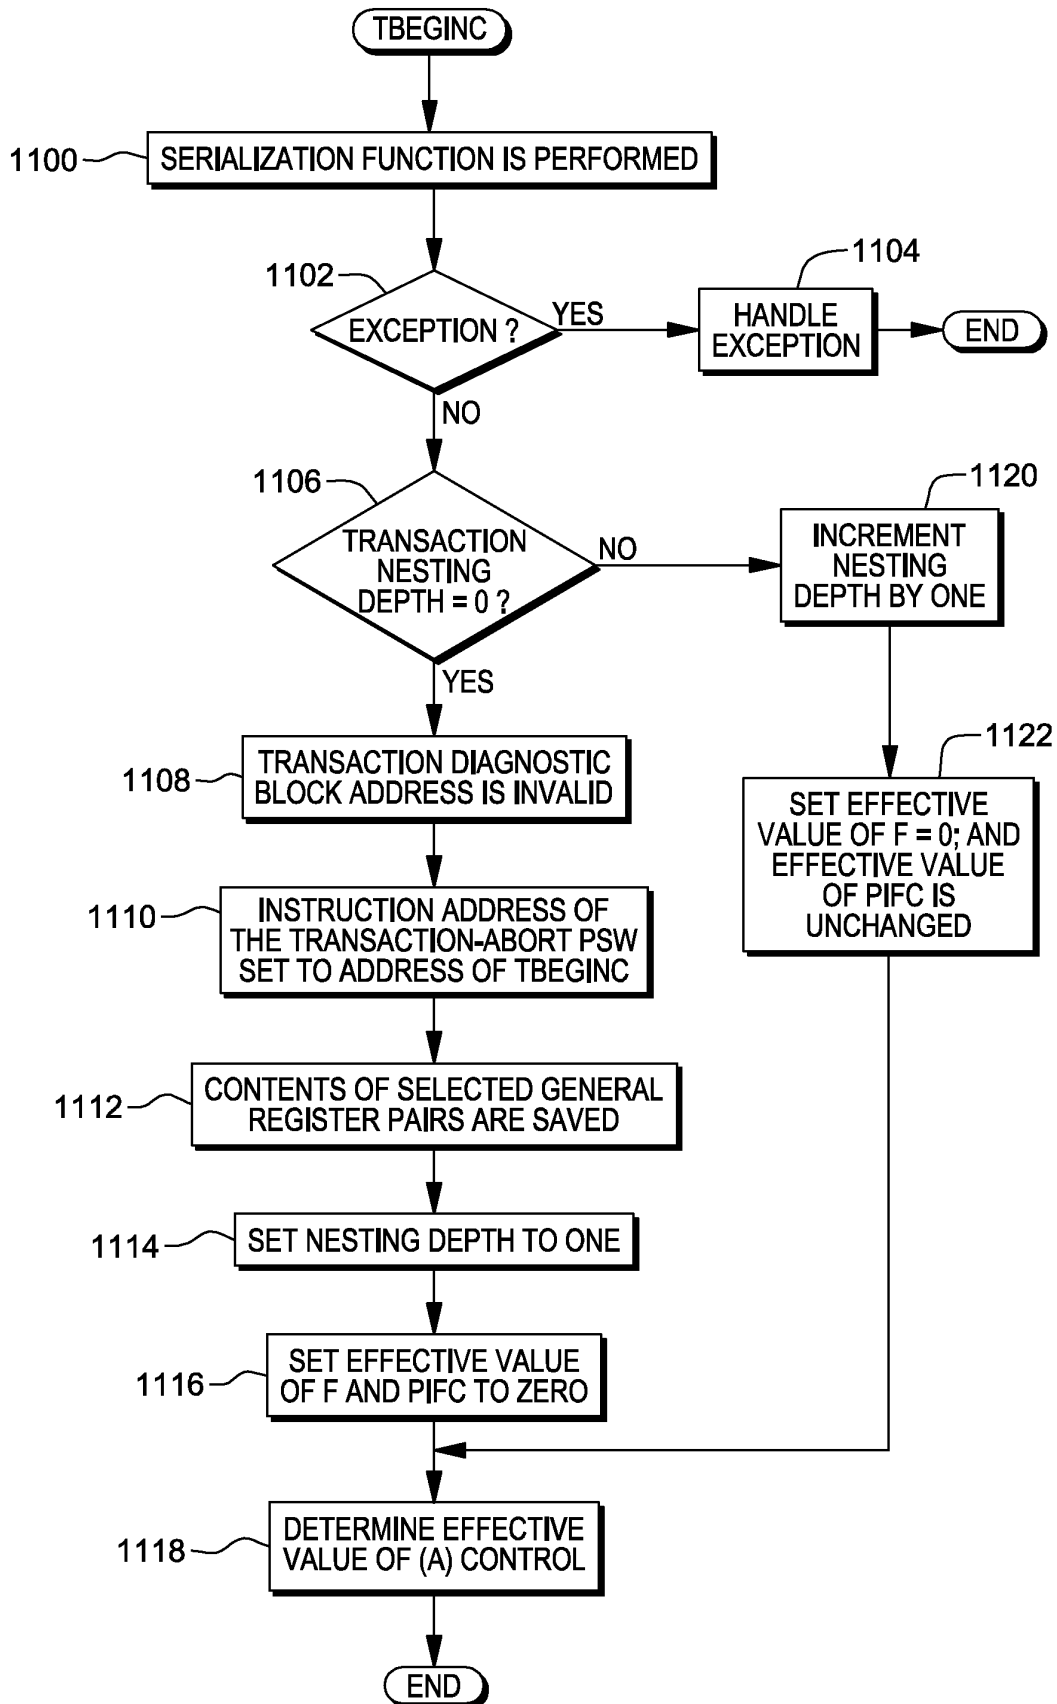 TBEGINC
1100
SERIALIZATION FUNCTION IS PERFORMED
1102
EXCEPTION ?
YES
1104
HANDLE
EXCEPTION
END
NO
1106
TRANSACTION
NESTING
DEPTH = 0 ?
NO
1120
INCREMENT
NESTING
DEPTH BY ONE
YES
1108
TRANSACTION DIAGNOSTIC
BLOCK ADDRESS IS INVALID
1122
SET EFFECTIVE
VALUE OF F = 0; AND
EFFECTIVE VALUE
OF PIFC IS
UNCHANGED
1110
INSTRUCTION ADDRESS OF
THE TRANSACTION-ABORT PSW
SET TO ADDRESS OF TBEGINC
1112
CONTENTS OF SELECTED GENERAL
REGISTER PAIRS ARE SAVED
1114
SET NESTING DEPTH TO ONE
1116
SET EFFECTIVE VALUE
OF F AND PIFC TO ZERO
1118
DETERMINE EFFECTIVE
VALUE OF (A) CONTROL
END